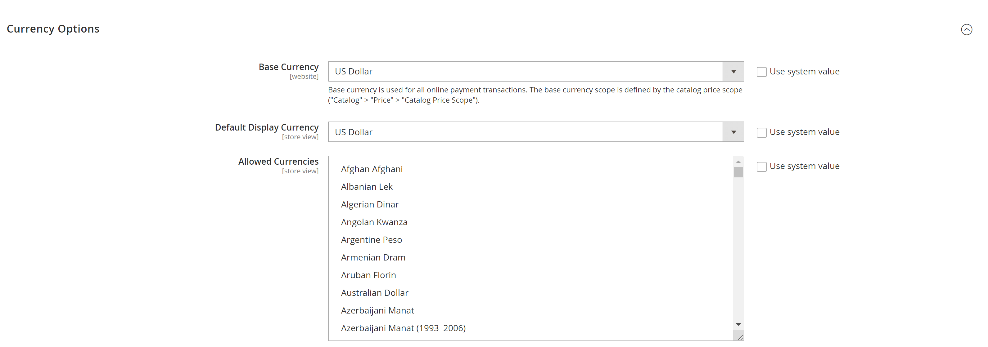 Currency Options
Base Currency
[website]
US Dollar
Use system value
Base currency is used for all online payment transactions. The base currency scope is defined by the catalog price scope
("Catalog" > "Price" > "Catalog Price Scope").
Default Display Currency
[store view]
US Dollar
Use system value
Allowed Currencies
[store view]
Use system value
Afghan Afghani
Albanian Lek
Algerian Dinar
Angolan Kwanza
Argentine Peso
Armenian Dram
Aruban Florin
Australian Dollar
Azerbaijani Manat
Azerbaijani Manat (1993–2006)